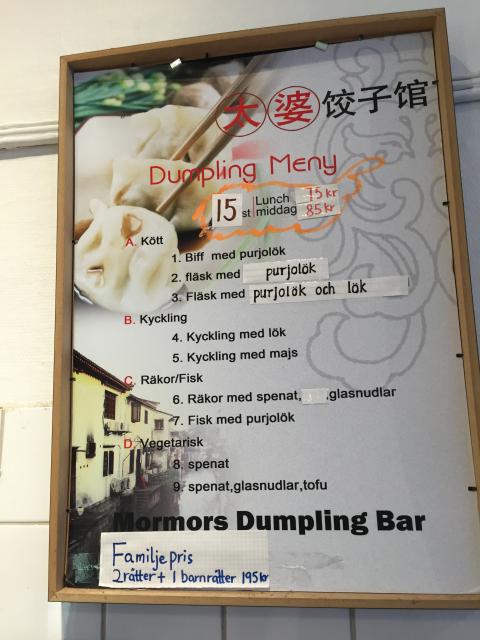 大婆饺子馆
Dumpling Meny
15 st Lunch 75 kr
middag 85 kr
A. Kött
1. Biff med purjolök
2. fläsk med purjolök
3. Fläsk med purjolök och lök
B. Kyckling
4. Kyckling med lök
5. Kyckling med majs
C. Räkor/Fisk
6. Räkor med spenat, ,glasnudlar
7. Fisk med purjolök
D. Vegetarisk
8. spenat
9. spenat,glasnudlar,tofu
Mormors Dumpling Bar
Familjepris
2 rätter + 1 barnrätter 195kr